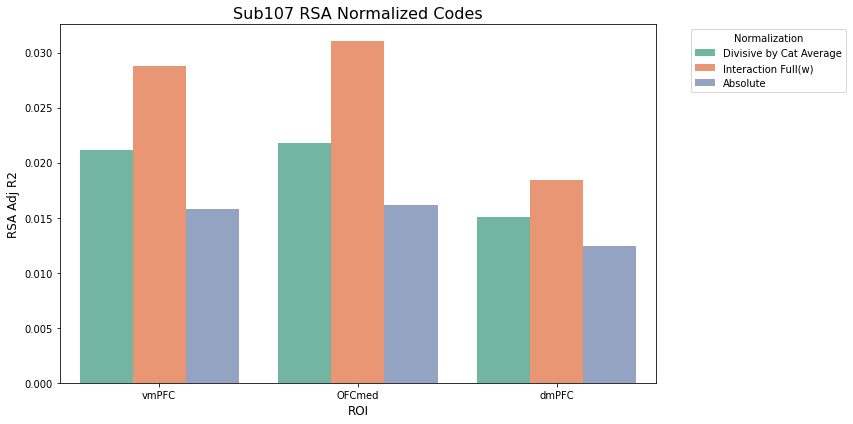 Sub107 RSA Normalized Codes
Normalization
Divisive by Cat Average
Interaction Full(w)
Absolute
RSA Adj R2
0.030
0.025
0.020
0.015
0.010
0.005
0.000
vmPFC OFCmed dmPFC
ROI